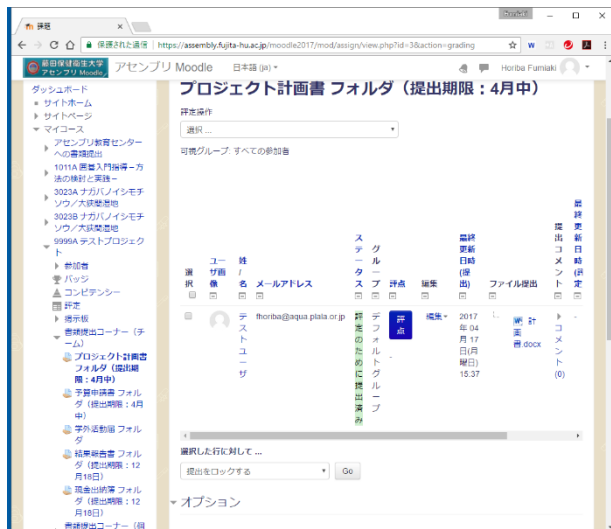 課題
保護された通信
https://assembly.fujita-hu.ac.jp/moodle2017/mod/assign/view.php?id=3&action=grading
藤田保健衛生大学
アセンブリ Moodle
アセンブリ Moodle
日本語 (ja)
Horiba Fumiaki
ダッシュボード
サイトホーム
サイトページ
マイコース
アセンブリ教育センター
への書類提出
1011A 囲碁入門指導－方
法の検討と実践－
3023A ナガバノイシモチ
ソウ／大狭間湿地
3023B ナガバノイシモチ
ソウ／大狭間湿地
9999A テストプロジェク
ト
参加者
バッジ
コンピテンシー
評定
掲示板
書類提出コーナー（チ
ーム）
プロジェクト計画書
フォルダ（提出期
限：4月中）
予算申請書 フォル
ダ（提出期限：4月
中）
学外活動届 フォル
ダ
結果報告書 フォル
ダ（提出期限：12
月18日）
現金出納簿 フォル
ダ（提出期限：12
月18日）
書類提出コーナー（個
プロジェクト計画書 フォルダ（提出期限：4月中）
評定操作
選択 ...
可視グループ: すべての参加者
選択
ユーザ画像
姓 / 名
メールアドレス
ステータス
グループ
評点
編集
最終更新日時(提出)
ファイル提出
提出コメント
最終更新日時(評定
テストユーザ
fhoriba@aqua.plala.or.jp
評定のために提出済み
デフォルトグループ
評点
-
編集
2017年 04月 17日(月曜日) 15:37
計画書.docx
コメント (0)
-
選択した行に対して ...
提出をロックする
Go
オプション